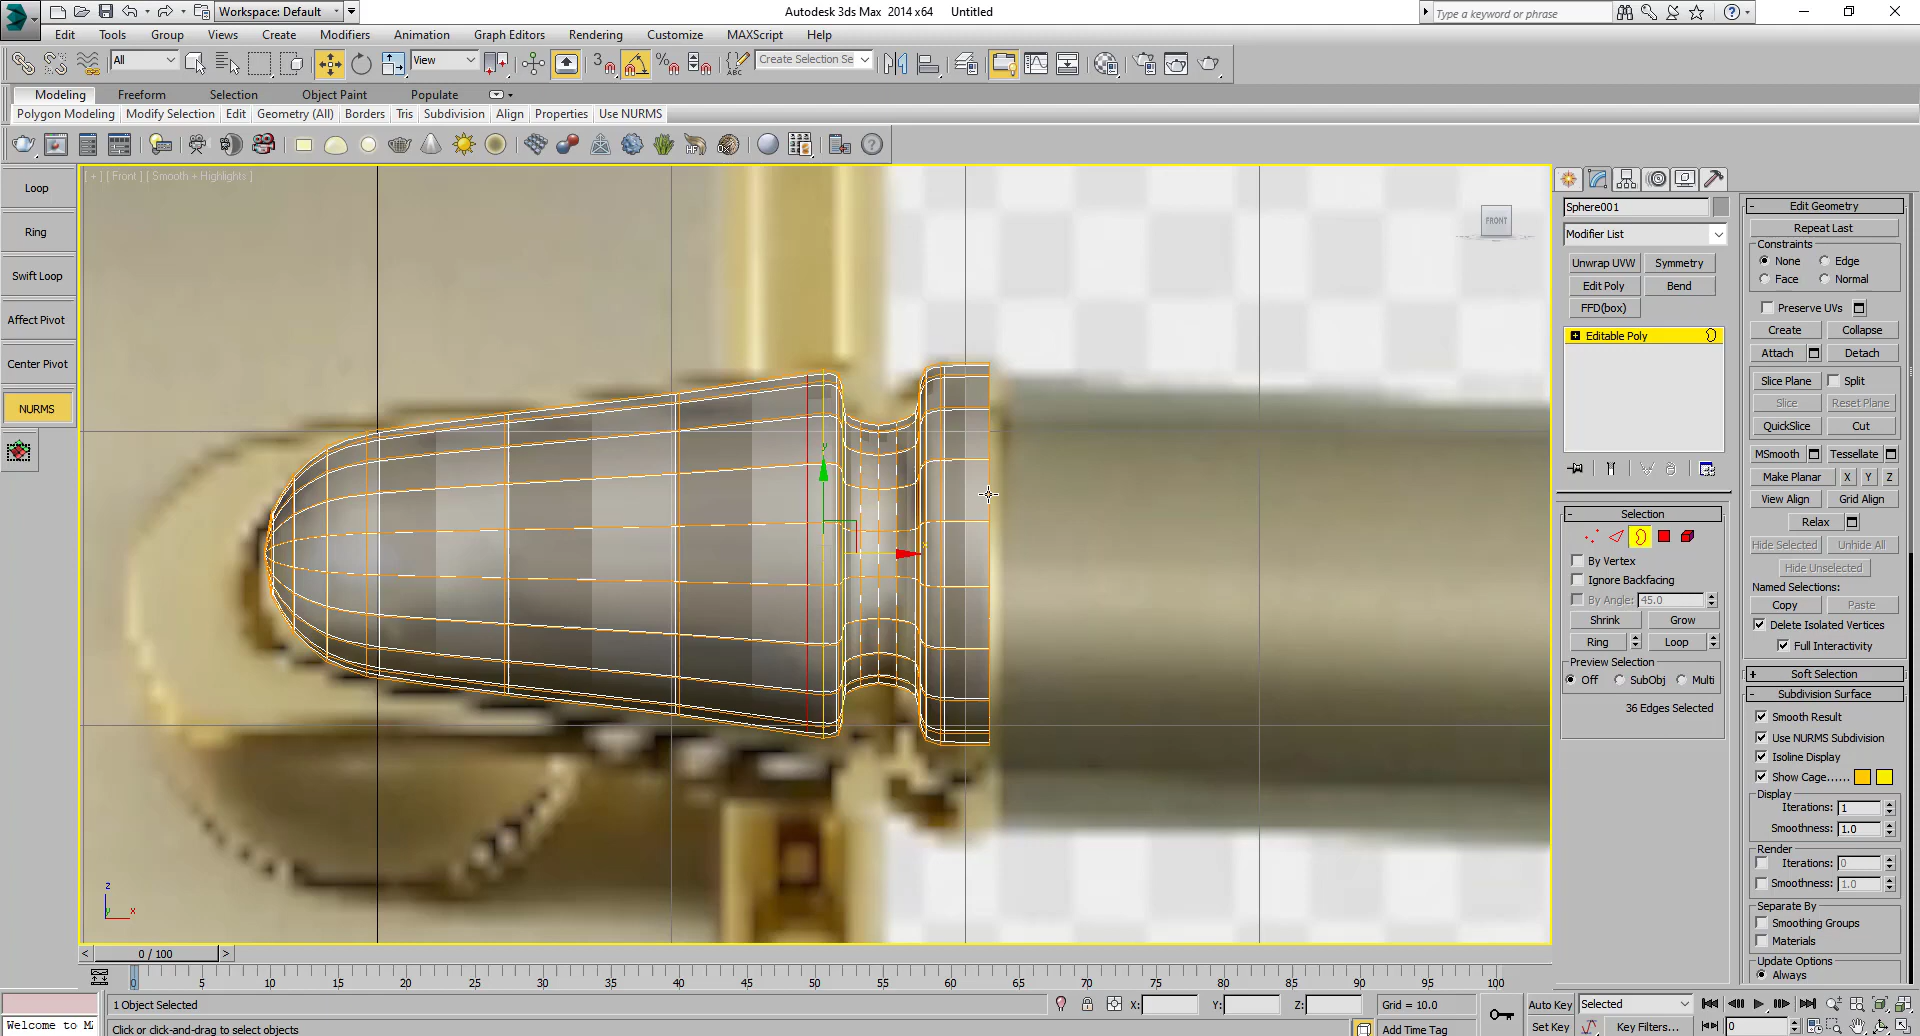 Workspace: Default
Autodesk 3ds Max 2014 x64 Untitled
Type a keyword or phrase
Edit Tools Group Views Create Modifiers Animation Graph Editors Rendering Customize MAXScript Help
All
View
3
Create Selection Se
Modeling Freeform Selection Object Paint Populate
Polygon Modeling Modify Selection Edit Geometry (All) Borders Tris Subdivision Align Properties Use NURMS
Loop
Ring
Swift Loop
Affect Pivot
Center Pivot
NURMS
[ + ] [ Front ] [ Smooth + Highlights ]
FRONT
y
z
x
Sphere001
Modifier List
Unwrap UVW Symmetry
Edit Poly Bend
FFD(box)
Editable Poly
Selection
By Vertex
Ignore Backfacing
By Angle: 45.0
Shrink Grow
Ring Loop
Preview Selection
Off SubObj Multi
36 Edges Selected
Edit Geometry
Repeat Last
Constraints
None Edge
Face Normal
Preserve UVs
Create Collapse
Attach Detach
Slice Plane Split
Slice Reset Plane
QuickSlice Cut
MSmooth Tessellate
Make Planar X Y Z
View Align Grid Align
Relax
Hide Selected Unhide All
Hide Unselected
Named Selections:
Copy Paste
Delete Isolated Vertices
Full Interactivity
Soft Selection
Subdivision Surface
Smooth Result
Use NURMS Subdivision
Isoline Display
Show Cage......
Display
Iterations: 1
Smoothness: 1.0
Render
Iterations: 0
Smoothness: 1.0
Separate By
Smoothing Groups
Materials
Update Options
Always
< 0 / 100 >
0 5 10 15 20 25 30 35 40 45 50 55 60 65 70 75 80 85 90 95 100
1 Object Selected
X: Y: Z: Grid = 10.0
Auto Key Selected
Welcome to M
Click or click-and-drag to select objects
Add Time Tag
Set Key Key Filters... 0